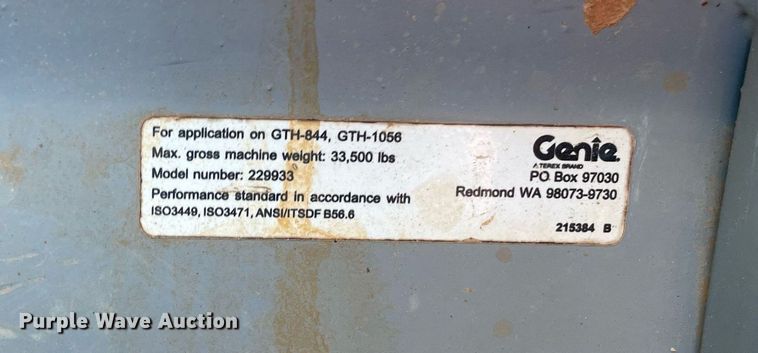 For application on GTH-844, GTH-1056
Max. gross machine weight: 33,500 lbs
Model number: 229933
Performance standard in accordance with
ISO3449, ISO3471, ANSI/ITSDF B56.6
Genie
A TEREX BRAND
PO Box 97030
Redmond WA 98073-9730
215384 B
Purple Wave Auction